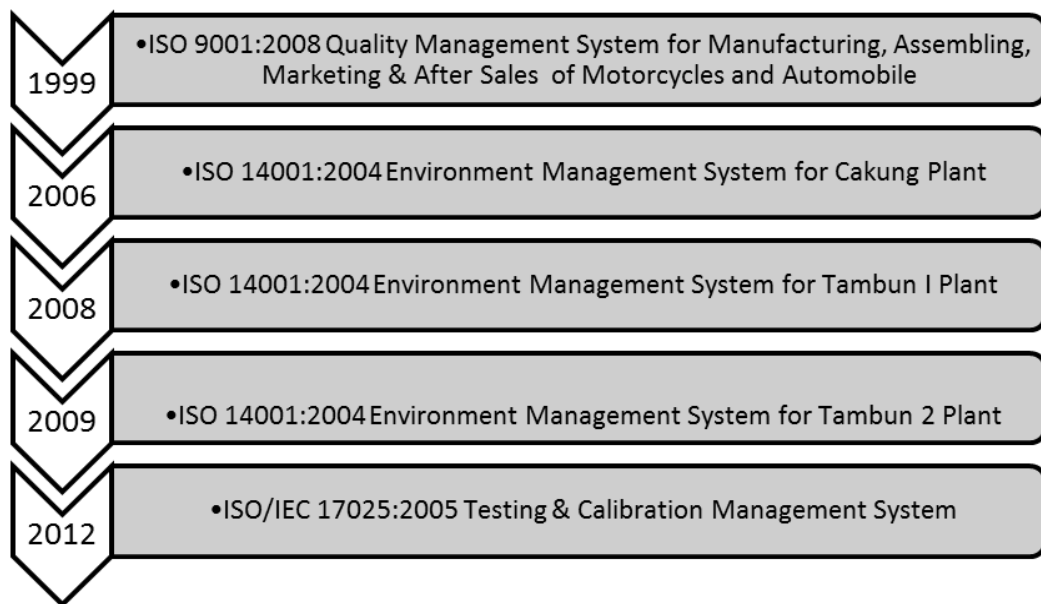 1999
•ISO 9001:2008 Quality Management System for Manufacturing, Assembling,
Marketing & After Sales of Motorcycles and Automobile
2006
•ISO 14001:2004 Environment Management System for Cakung Plant
2008
•ISO 14001:2004 Environment Management System for Tambun I Plant
2009
•ISO 14001:2004 Environment Management System for Tambun 2 Plant
2012
•ISO/IEC 17025:2005 Testing & Calibration Management System